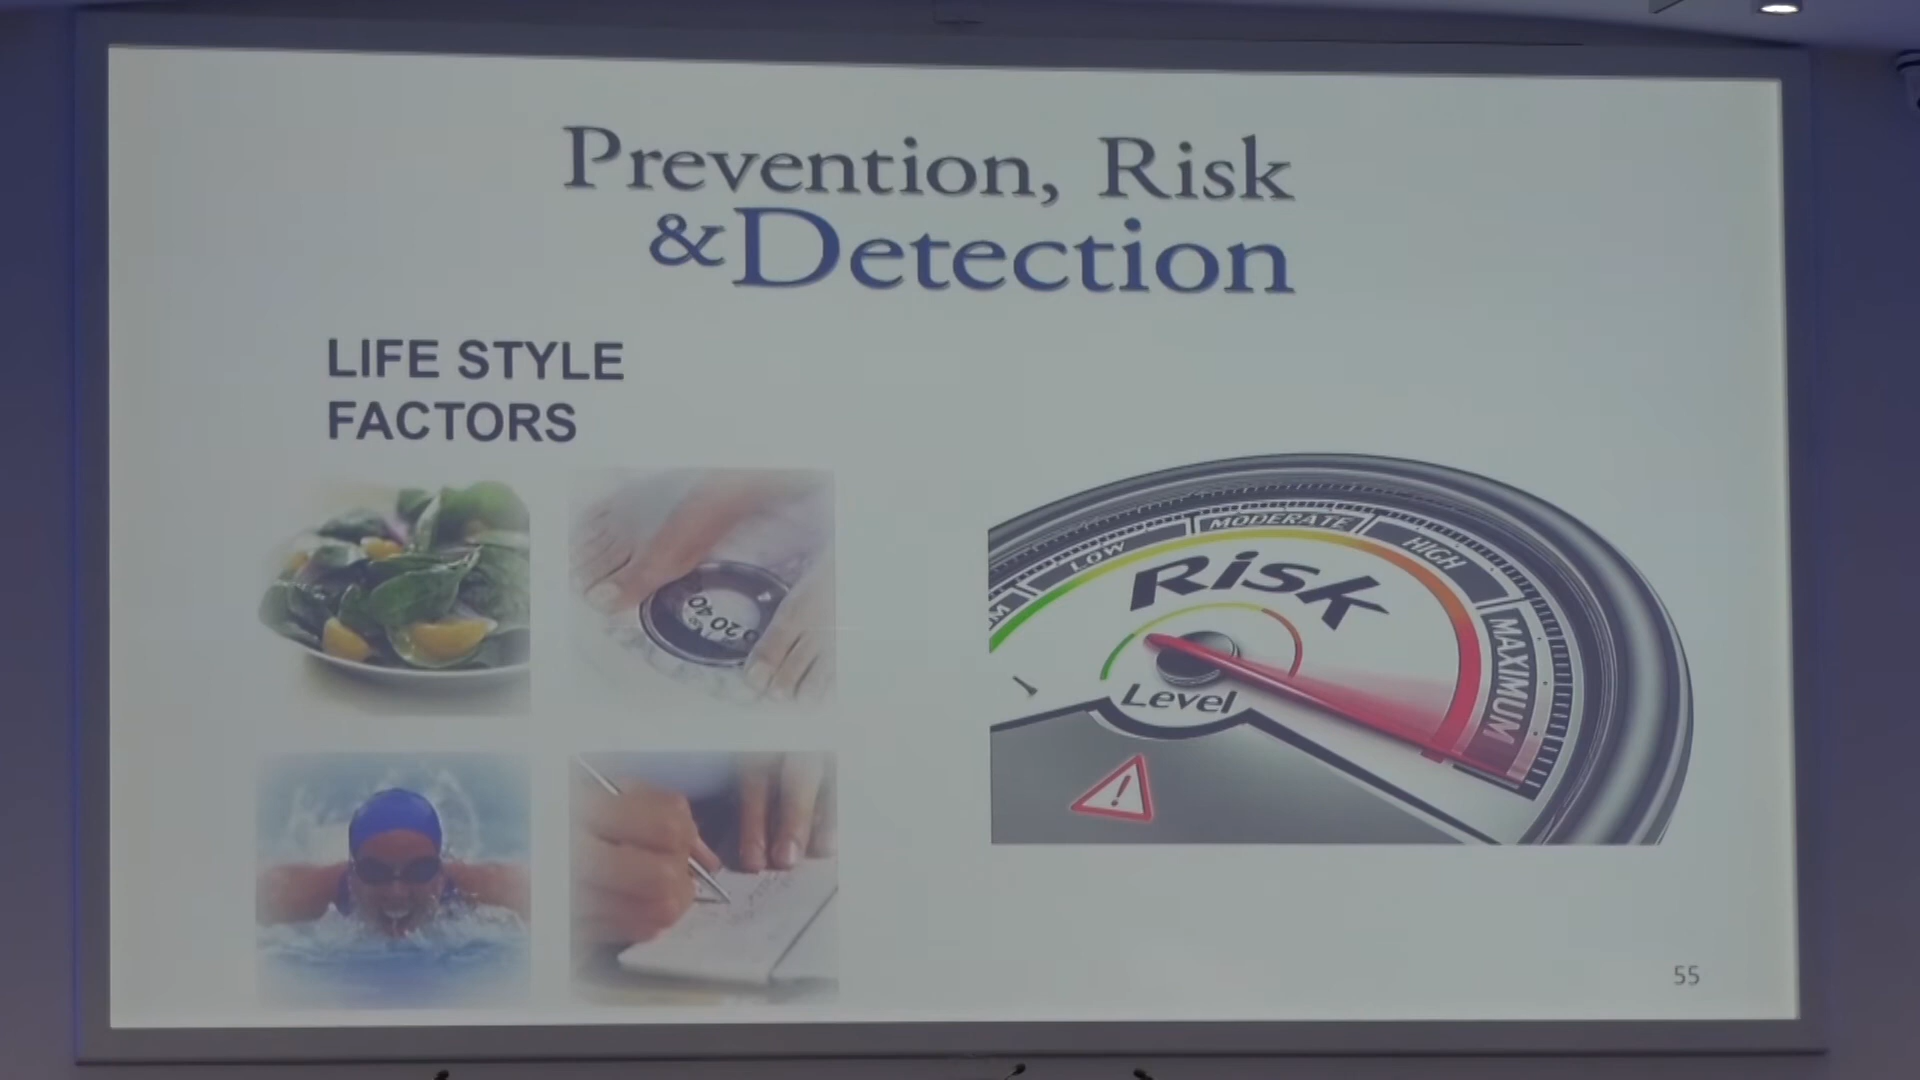 Prevention, Risk
&Detection
LIFE STYLE
FACTORS
20 40
LOW
MODERATE
HIGH
MAXIMUM
Risk
Level
!
55